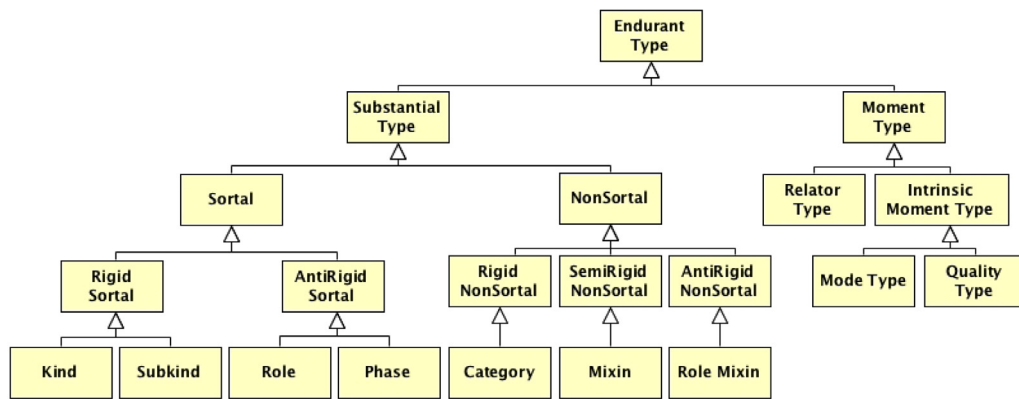 Endurant
Type
Substantial
Type
Moment
Type
Sortal
NonSortal
Relator
Type
Intrinsic
Moment Type
Rigid
Sortal
AntiRigid
Sortal
Rigid
NonSortal
SemiRigid
NonSortal
AntiRigid
NonSortal
Mode Type
Quality
Type
Kind
Subkind
Role
Phase
Category
Mixin
Role Mixin